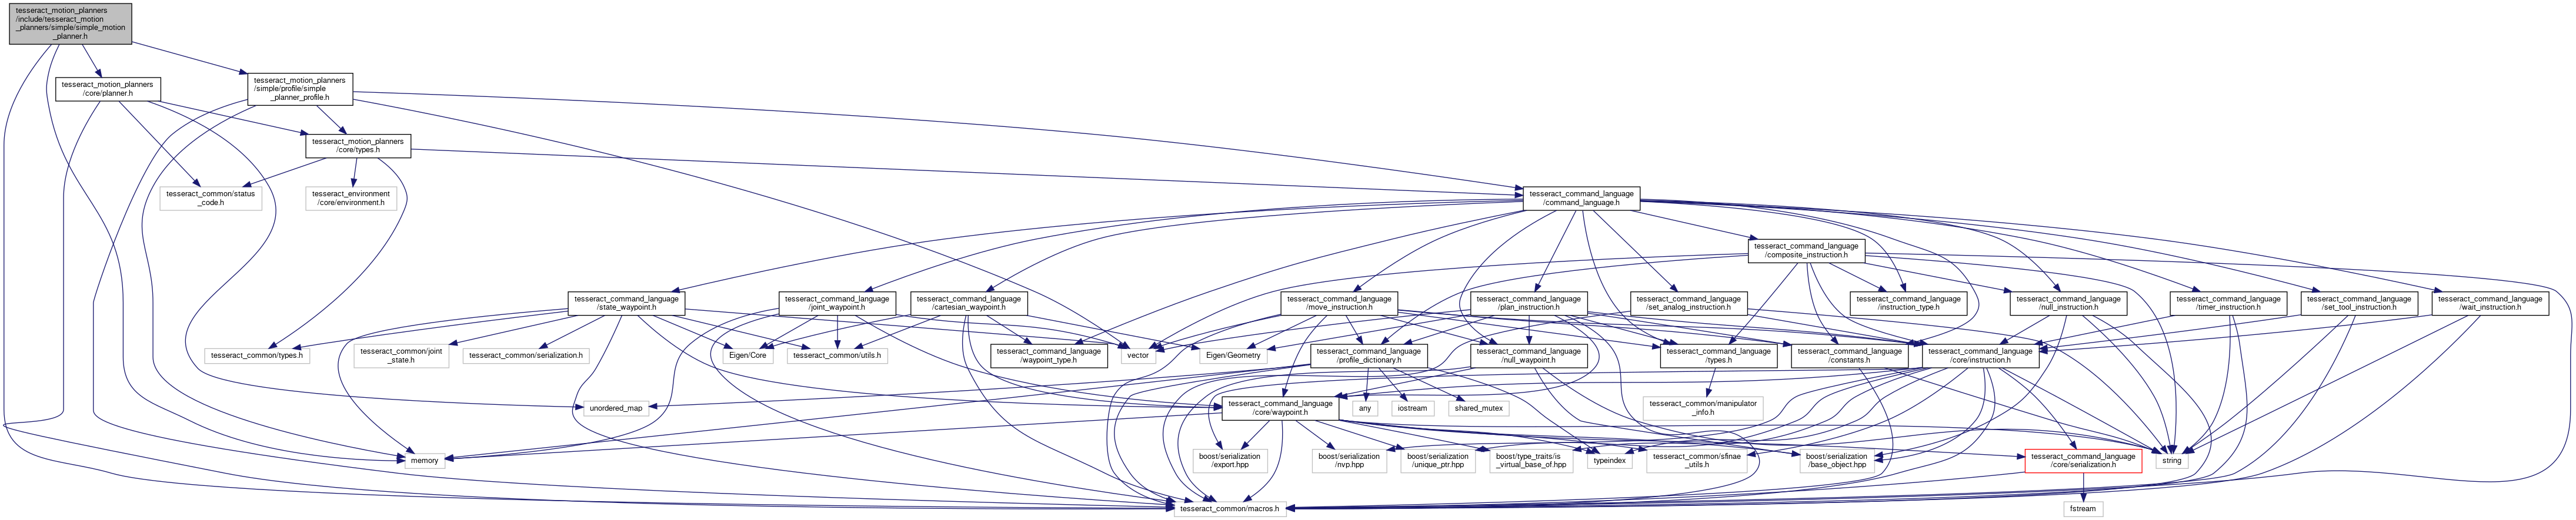 tesseract_motion_planners
/include/tesseract_motion
_planners/simple/simple_motion
_planner.h
tesseract_motion_planners
/core/planner.h
tesseract_motion_planners
/simple/profile/simple
_planner_profile.h
tesseract_motion_planners
/core/types.h
tesseract_common/status
_code.h
tesseract_environment
/core/environment.h
tesseract_command_language
/command_language.h
tesseract_command_language
/composite_instruction.h
tesseract_command_language
/state_waypoint.h
tesseract_command_language
/joint_waypoint.h
tesseract_command_language
/cartesian_waypoint.h
tesseract_command_language
/move_instruction.h
tesseract_command_language
/plan_instruction.h
tesseract_command_language
/set_analog_instruction.h
tesseract_command_language
/instruction_type.h
tesseract_command_language
/null_instruction.h
tesseract_command_language
/timer_instruction.h
tesseract_command_language
/set_tool_instruction.h
tesseract_command_language
/wait_instruction.h
tesseract_common/types.h
tesseract_common/joint
_state.h
tesseract_common/serialization.h
Eigen/Core
tesseract_common/utils.h
tesseract_command_language
/waypoint_type.h
vector
Eigen/Geometry
tesseract_command_language
/profile_dictionary.h
tesseract_command_language
/null_waypoint.h
tesseract_command_language
/types.h
tesseract_command_language
/constants.h
tesseract_command_language
/core/instruction.h
unordered_map
tesseract_command_language
/core/waypoint.h
any
iostream
shared_mutex
tesseract_common/manipulator
_info.h
memory
boost/serialization
/export.hpp
boost/serialization
/nvp.hpp
boost/serialization
/unique_ptr.hpp
boost/type_traits/is
_virtual_base_of.hpp
typeindex
tesseract_common/sfinae
_utils.h
boost/serialization
/base_object.hpp
tesseract_command_language
/core/serialization.h
string
tesseract_common/macros.h
fstream